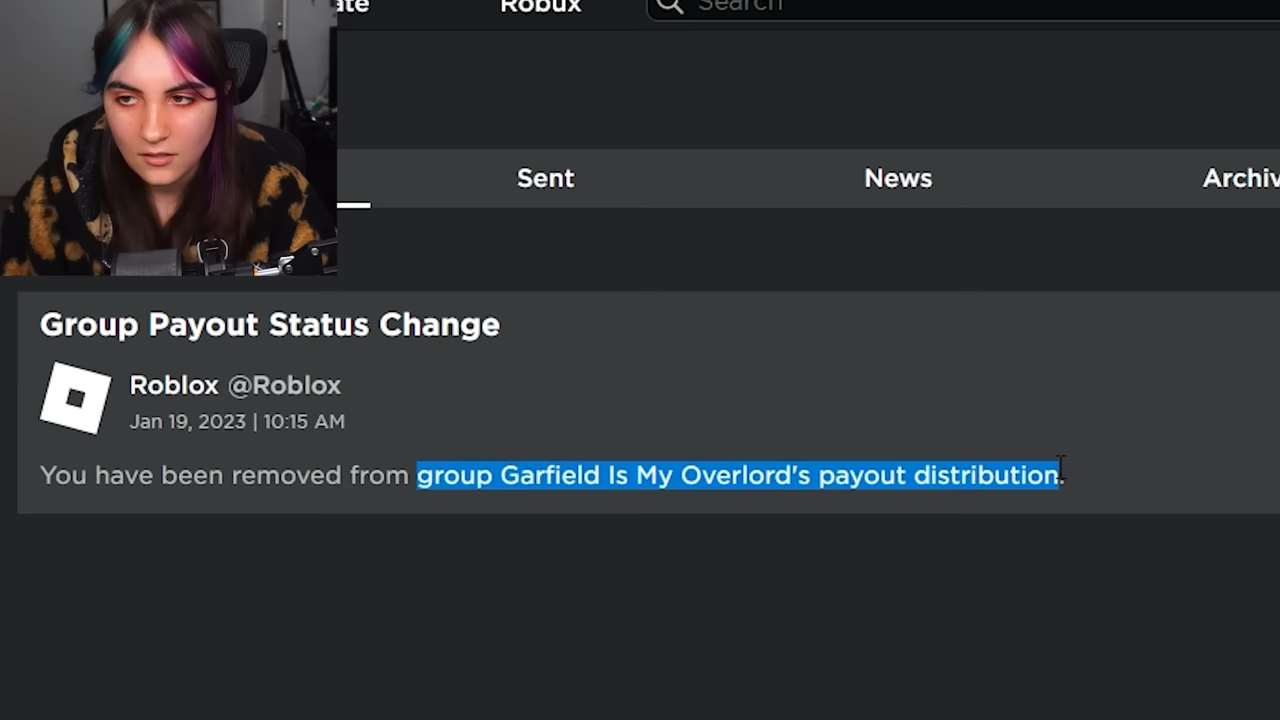 Robux
Search
Sent
News
Group Payout Status Change
Roblox @Roblox
Jan 19, 2023 | 10:15 AM
You have been removed from group Garfield Is My Overlord's payout distribution.